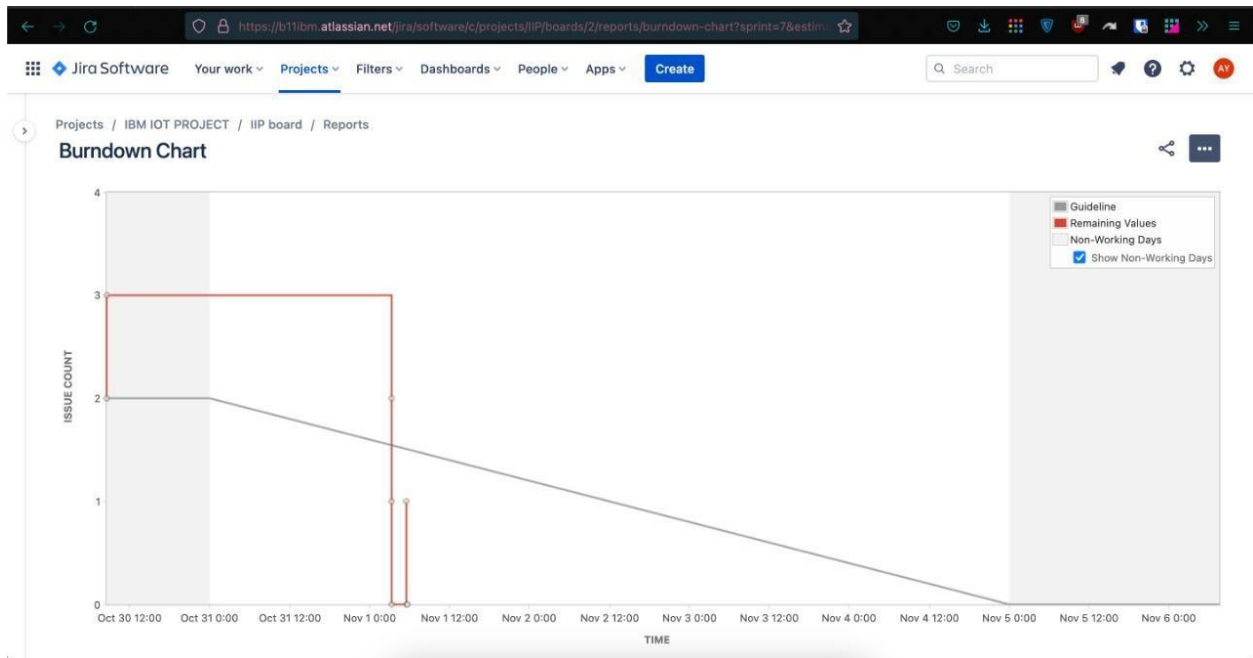 https://b11ibm.atlassian.net/jira/software/c/projects/IIP/boards/2/reports/burndown-chart?sprint=7&estim
8
Jira Software Your work Projects Filters Dashboards People Apps Create Search AY
Projects / IBM IOT PROJECT / IIP board / Reports
Burndown Chart
Guideline
Remaining Values
Non-Working Days
Show Non-Working Days
ISSUE COUNT
4
3
2
1
0
Oct 30 12:00 Oct 31 0:00 Oct 31 12:00 Nov 1 0:00 Nov 1 12:00 Nov 2 0:00 Nov 2 12:00 Nov 3 0:00 Nov 3 12:00 Nov 4 0:00 Nov 4 12:00 Nov 5 0:00 Nov 5 12:00 Nov 6 0:00
TIME